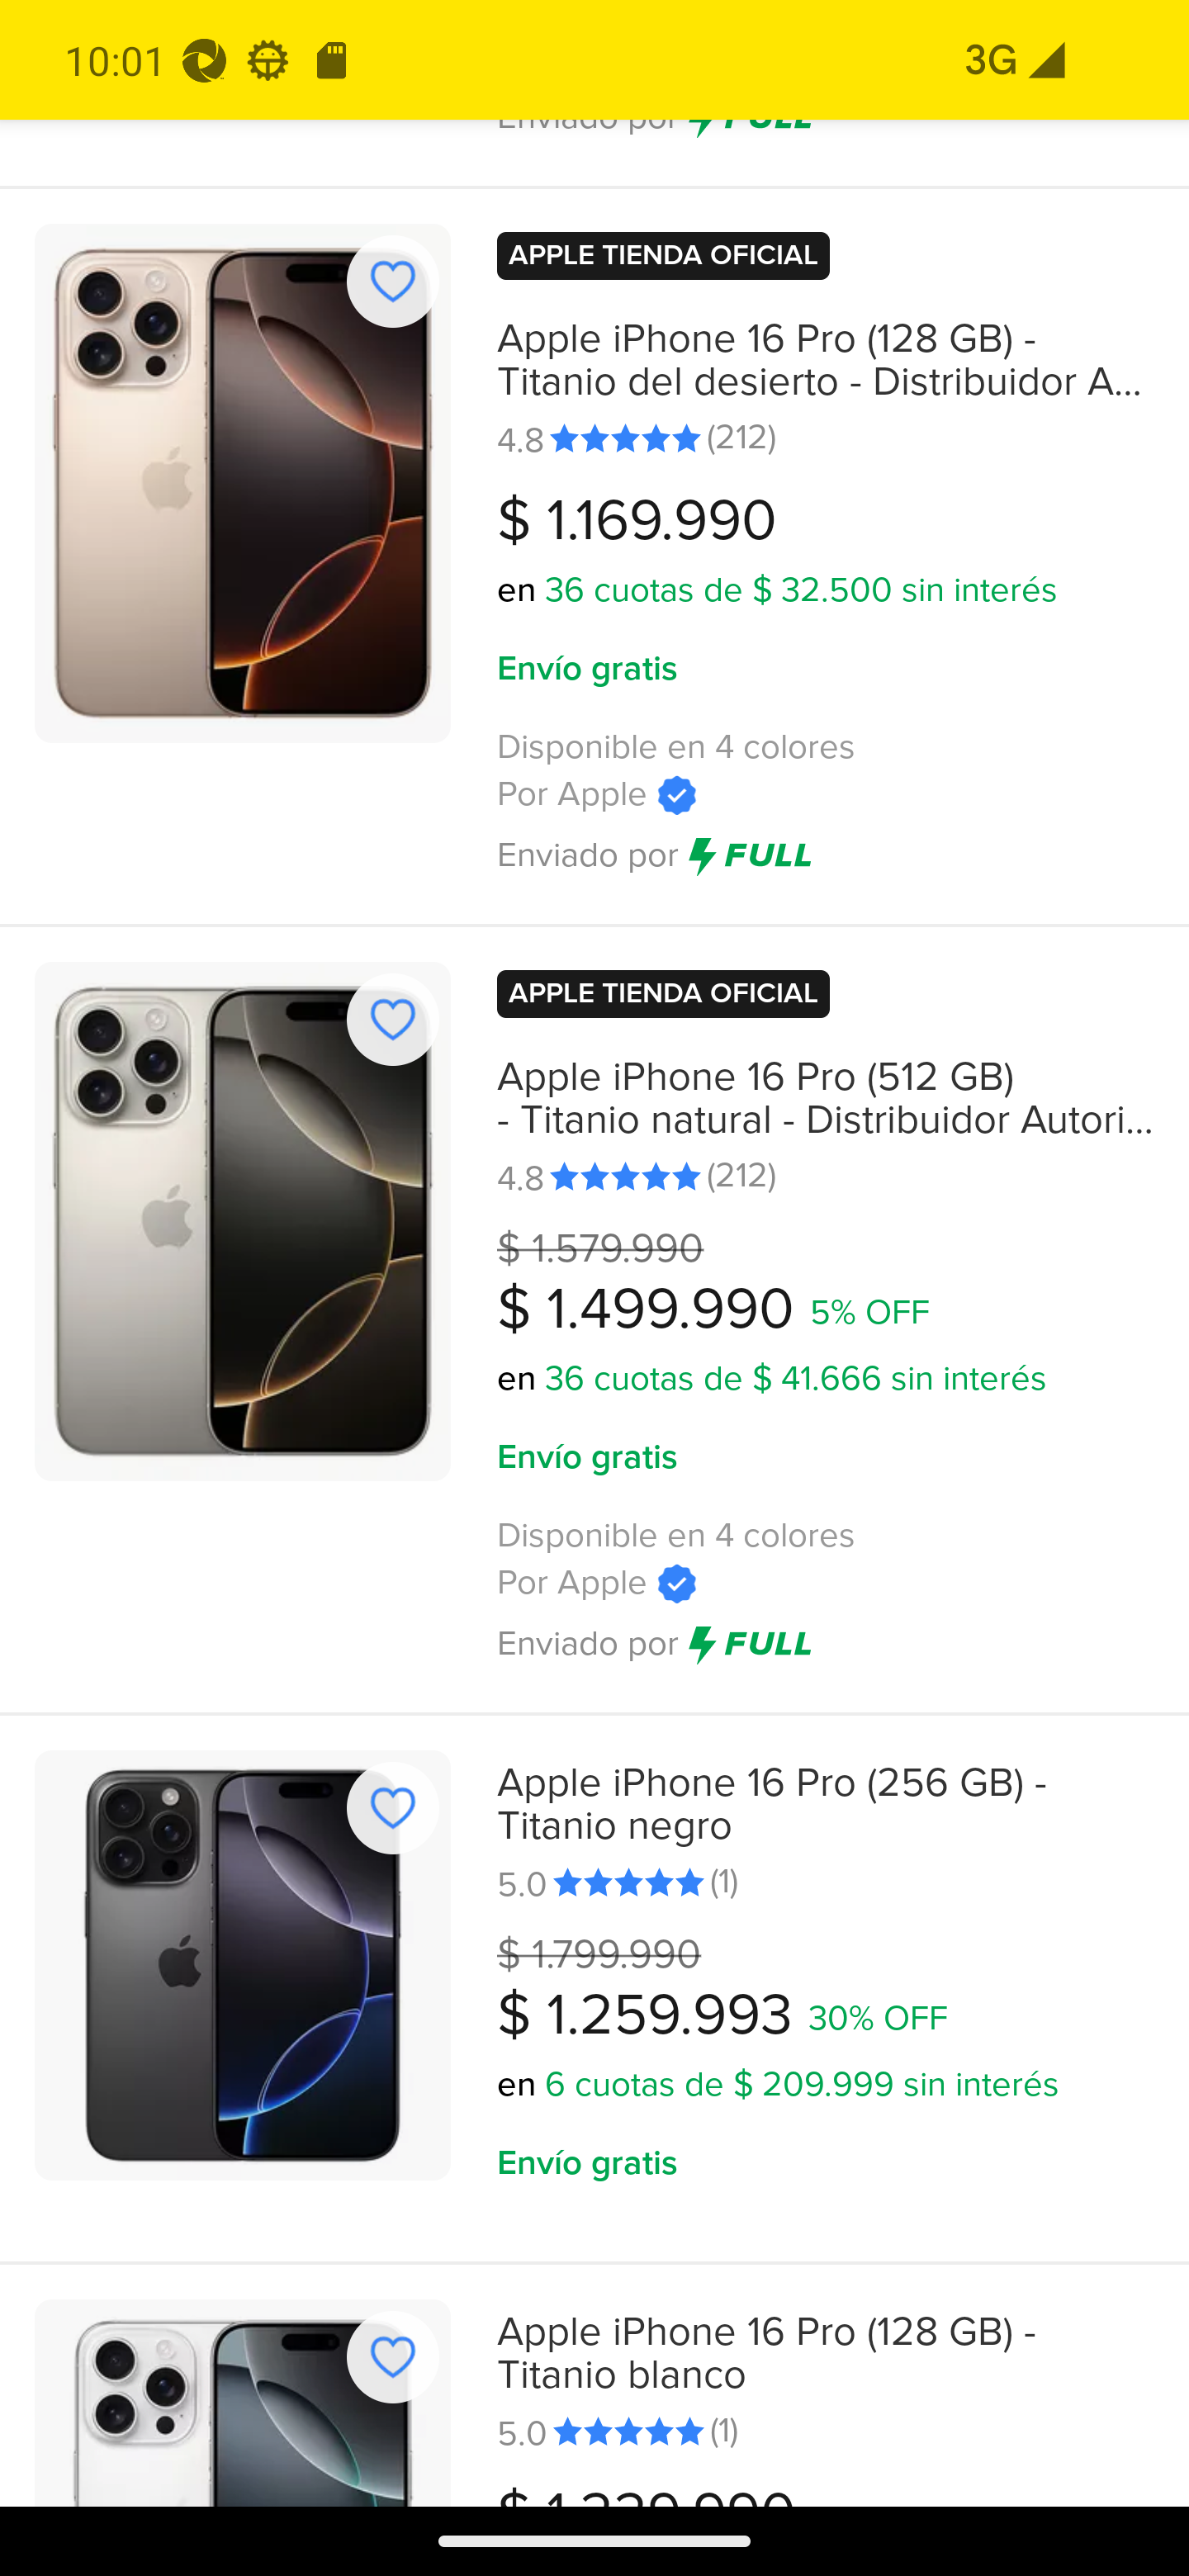 10:01
3G
Enviado por FULL
APPLE TIENDA OFICIAL
Apple iPhone 16 Pro (128 GB) -
Titanio del desierto - Distribuidor A...
4.8 (212)
$ 1.169.990
en 36 cuotas de $ 32.500 sin interés
Envío gratis
Disponible en 4 colores
Por Apple
Enviado por FULL
APPLE TIENDA OFICIAL
Apple iPhone 16 Pro (512 GB)
- Titanio natural - Distribuidor Autori...
4.8 (212)
$ 1.579.990
$ 1.499.990 5% OFF
en 36 cuotas de $ 41.666 sin interés
Envío gratis
Disponible en 4 colores
Por Apple
Enviado por FULL
Apple iPhone 16 Pro (256 GB) -
Titanio negro
5.0 (1)
$ 1.799.990
$ 1.259.993 30% OFF
en 6 cuotas de $ 209.999 sin interés
Envío gratis
Apple iPhone 16 Pro (128 GB) -
Titanio blanco
5.0 (1)